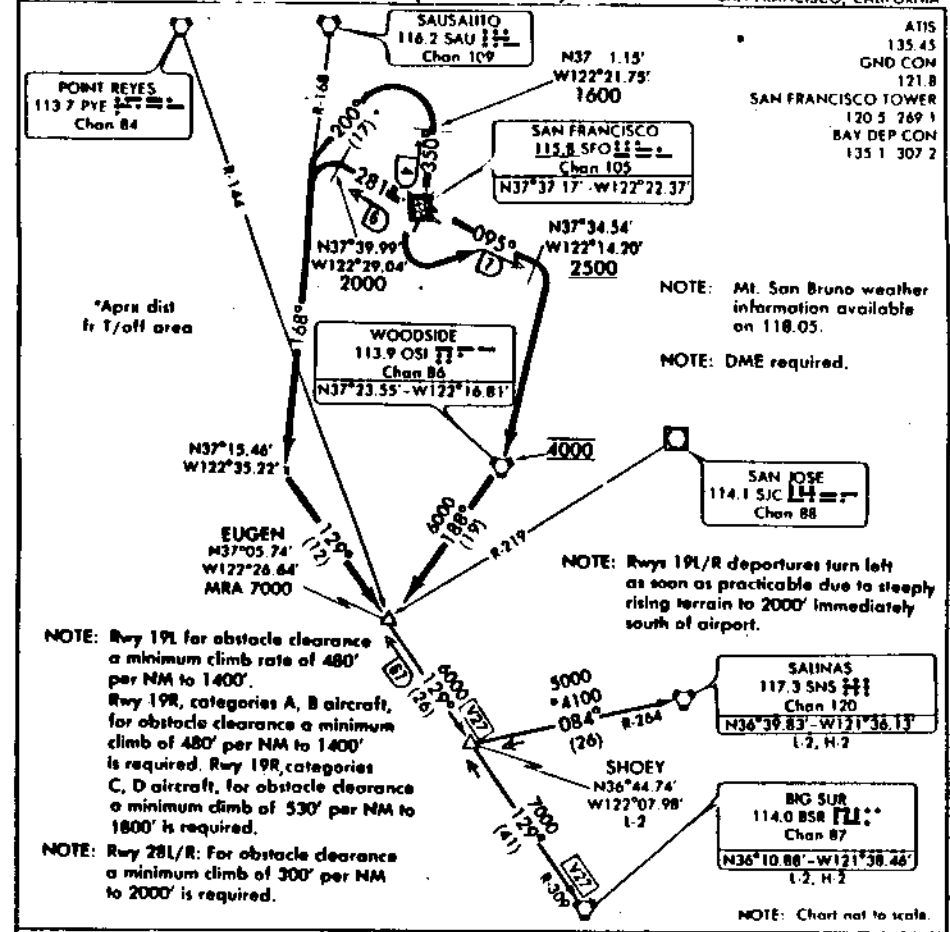 SAN FRANCISCO, CALIFORNIA
SAUSALITO
116.2 SAU
Chan 109
ATIS
135.45
GND CON
121.8
SAN FRANCISCO TOWER
120.5 269.1
BAY DEP CON
135.1 307.2
POINT REYES
113.7 PYE
Chan 84
N37 1.15'
W122°21.75'
1600
R-168
200°
(17)*
350°
SAN FRANCISCO
115.8 SFO
Chan 105
N37°37.17'-W122°22.37'
R-144
281°
6
N37°39.99'
W122°29.04'
2000
095°
7
N37°34.54'
W122°14.20'
2500
NOTE: Mt. San Bruno weather
information available
on 118.05.
*Aprx dist
fr T/off area
168°
WOODSIDE
113.9 OSI
Chan 86
N37°23.55'-W122°16.81'
NOTE: DME required.
4000
N37°15.46'
W122°35.22'
SAN JOSE
114.1 SJC
Chan 88
6000
188°
(19)
R-219
EUGEN
N37°05.74'
W122°26.64'
MRA 7000
129°
(12)
NOTE: Rwys 19L/R departures turn left
as soon as practicable due to steeply
rising terrain to 2000' immediately
south of airport.
NOTE: Rwy 19L for obstacle clearance
a minimum climb rate of 480'
per NM to 1400'.
Rwy 19R, categories A, B aircraft,
for obstacle clearance a minimum
climb of 480' per NM to 1400'
is required. Rwy 19R, categories
C, D aircraft, for obstacle clearance
a minimum climb of 530' per NM to
1800' is required.
NOTE: Rwy 28L/R: For obstacle clearance
a minimum climb of 300' per NM
to 2000' is required.
6000 V27
129°
(26)
67
5000
*4100
084° R-264
(26)
SALINAS
117.3 SNS
Chan 120
N36°39.83'-W121°36.13'
L-2, H-2
SHOEY
N36°44.74'
W122°07.98'
L-2
7000
129°
(41)
V27
R-309
BIG SUR
114.0 BSR
Chan 87
N36°10.88'-W121°38.46'
L-2, H-2
NOTE: Chart not to scale.